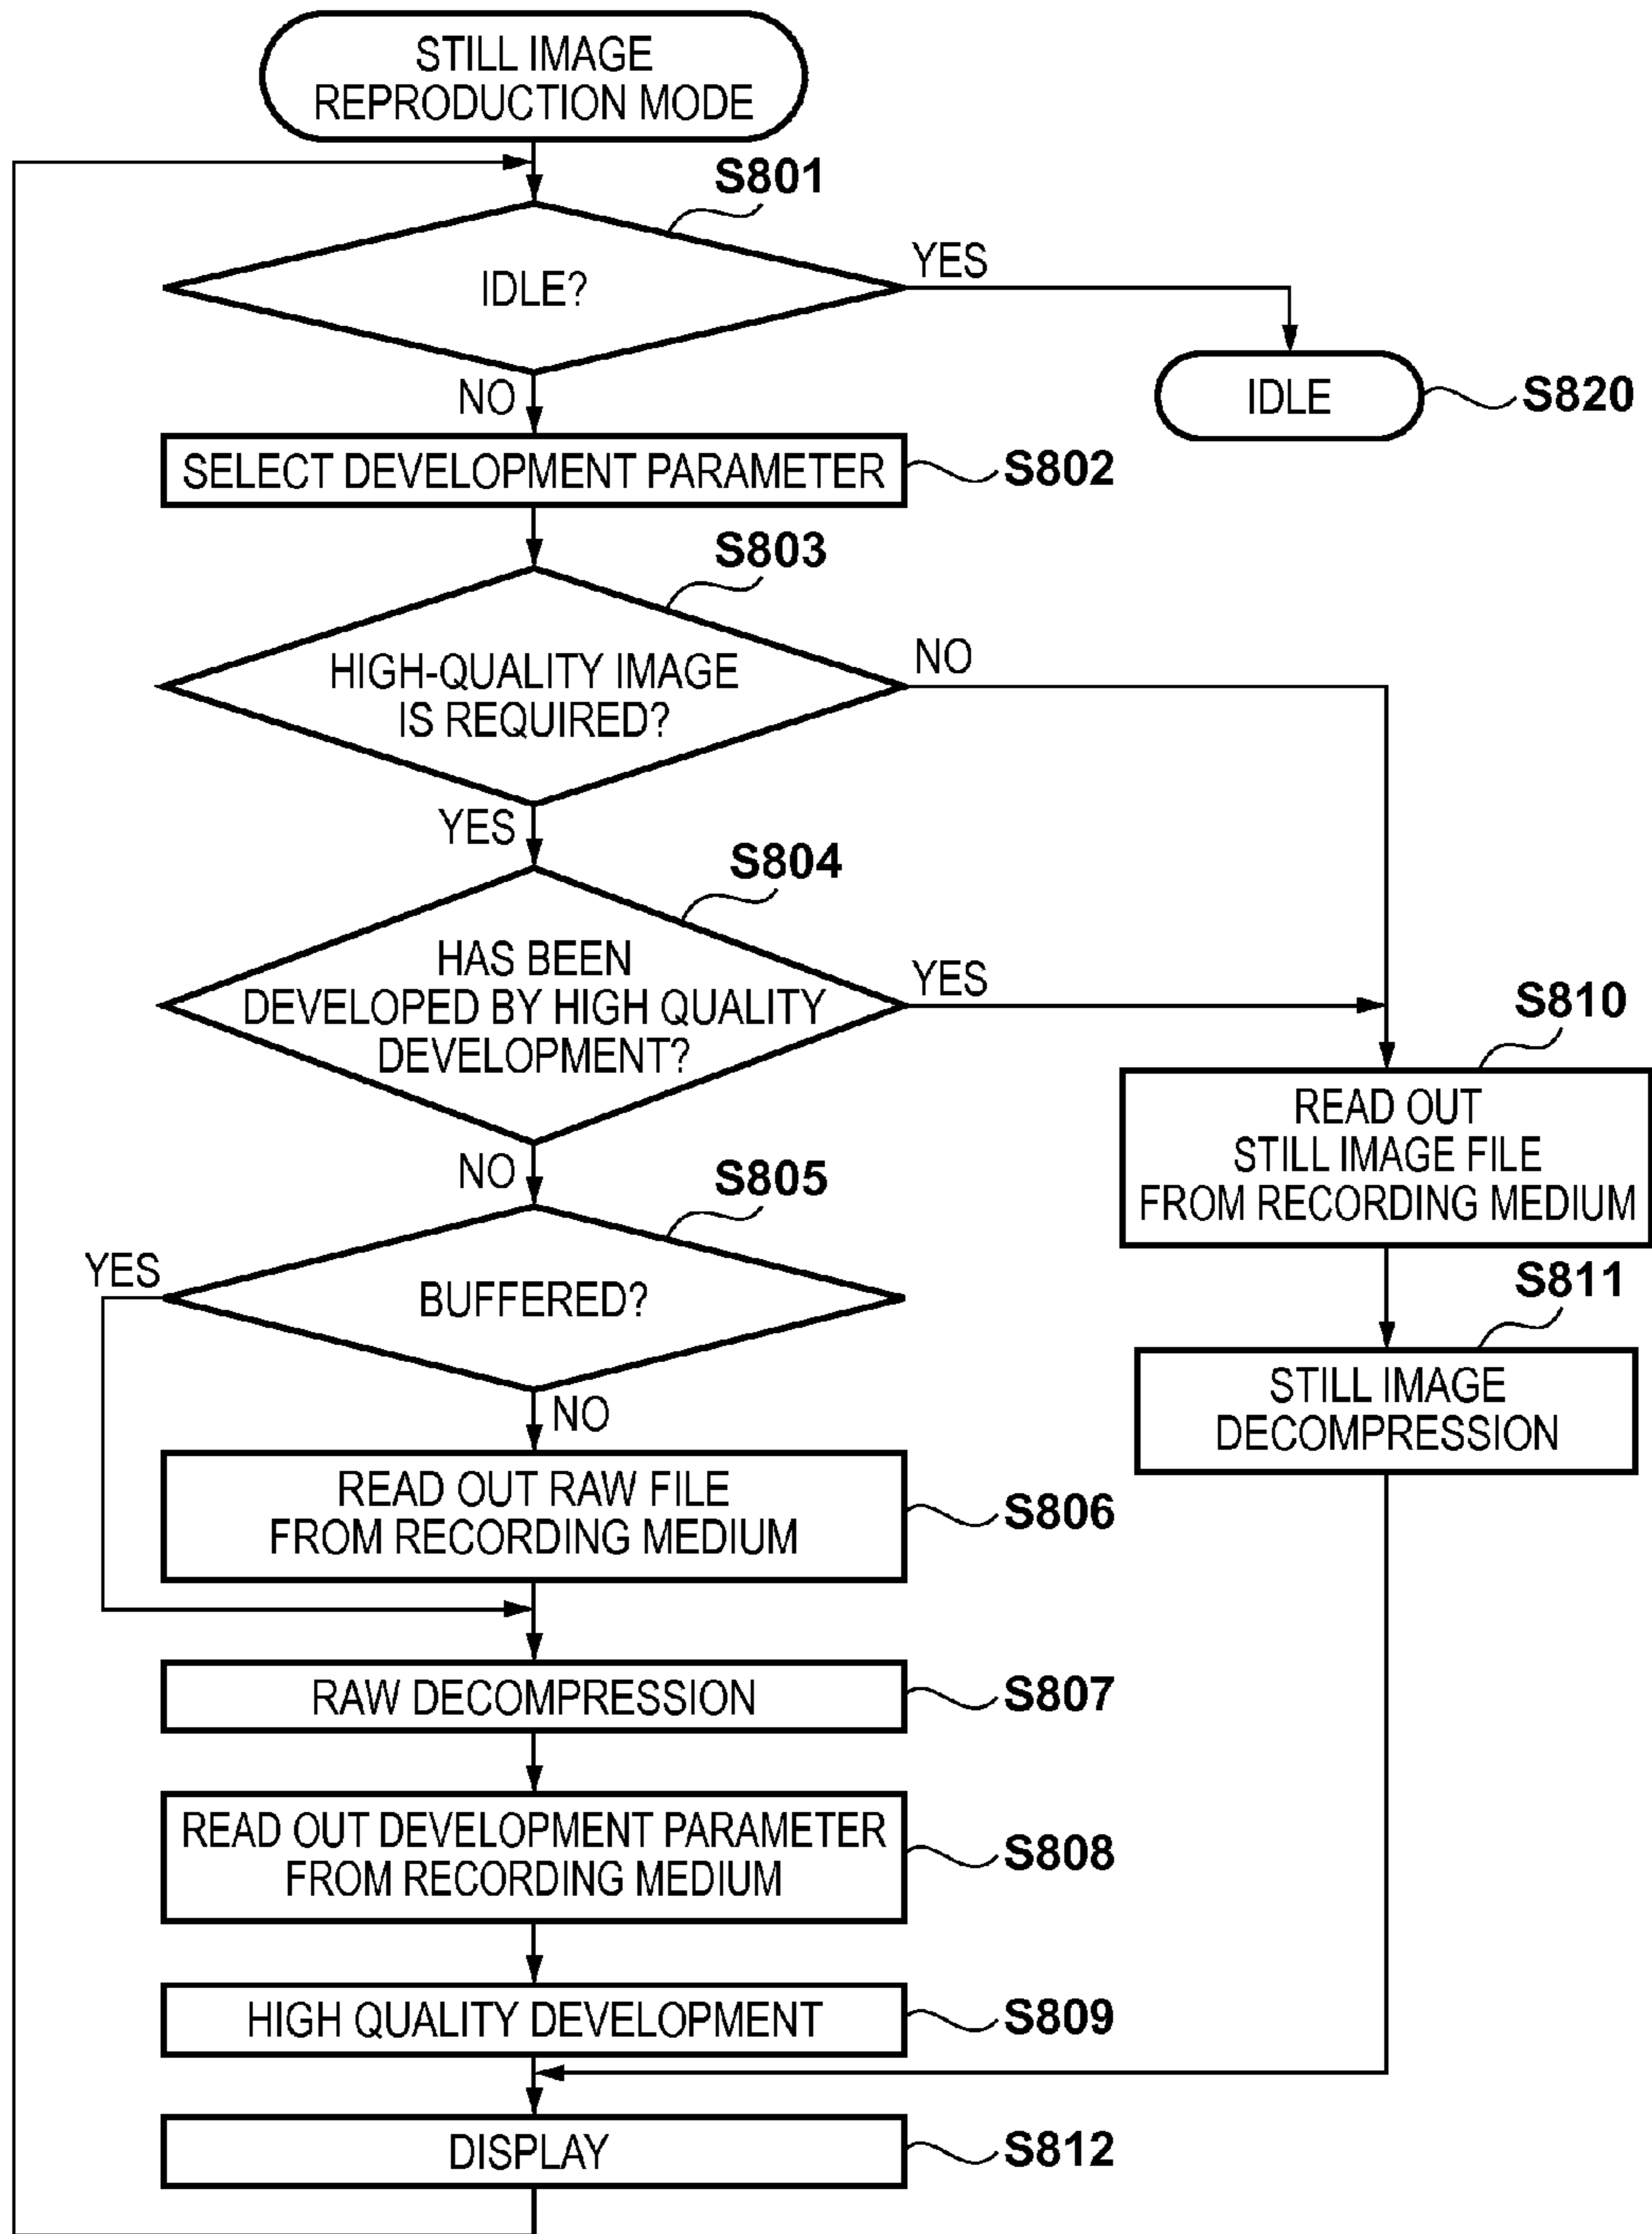 STILL IMAGE
REPRODUCTION MODE
S801
IDLE?
YES
NO
IDLE
S820
SELECT DEVELOPMENT PARAMETER
S802
S803
HIGH-QUALITY IMAGE
IS REQUIRED?
NO
YES
S804
HAS BEEN
DEVELOPED BY HIGH QUALITY
DEVELOPMENT?
YES
NO
S810
READ OUT
STILL IMAGE FILE
FROM RECORDING MEDIUM
S805
YES
BUFFERED?
NO
S811
STILL IMAGE
DECOMPRESSION
READ OUT RAW FILE
FROM RECORDING MEDIUM
S806
RAW DECOMPRESSION
S807
READ OUT DEVELOPMENT PARAMETER
FROM RECORDING MEDIUM
S808
HIGH QUALITY DEVELOPMENT
S809
DISPLAY
S812